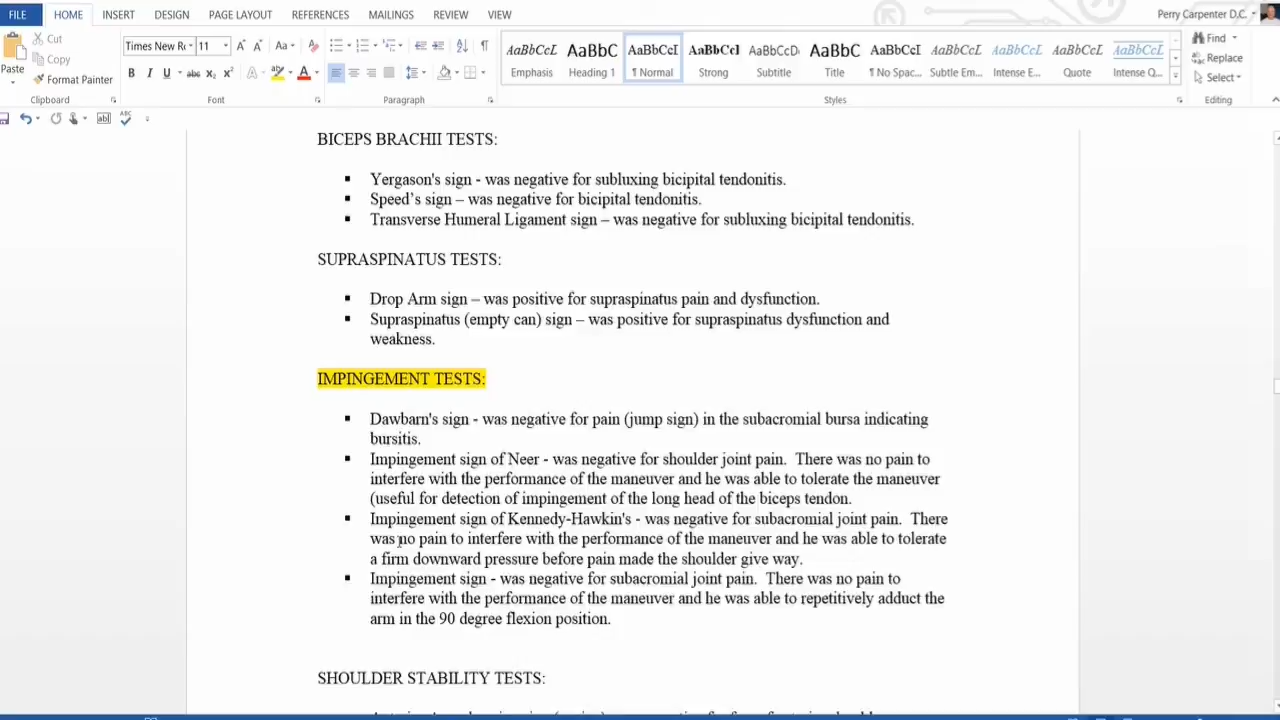 FILE HOME INSERT DESIGN PAGE LAYOUT REFERENCES MAILINGS REVIEW VIEW Perry Carpenter D.C.
Cut
Copy
Format Painter
Paste
Clipboard
Times New Ro 11
Font
Paragraph
AaBbCcL AaBbC AaBbCcI AaBbCcI AaBbCcD AaBbC AaBbCcI AaBbCcL AaBbCcL AaBbCcL AaBbCcL
Emphasis Heading 1 ¶ Normal Strong Subtitle Title ¶ No Spac... Subtle Em... Intense E... Quote Intense Q...
Styles
Find
Replace
Select
Editing
BICEPS BRACHII TESTS:
▪ Yergason's sign - was negative for subluxing bicipital tendonitis.
▪ Speed’s sign – was negative for bicipital tendonitis.
▪ Transverse Humeral Ligament sign – was negative for subluxing bicipital tendonitis.
SUPRASPINATUS TESTS:
▪ Drop Arm sign – was positive for supraspinatus pain and dysfunction.
▪ Supraspinatus (empty can) sign – was positive for supraspinatus dysfunction and
weakness.
IMPINGEMENT TESTS:
▪ Dawbarn's sign - was negative for pain (jump sign) in the subacromial bursa indicating
bursitis.
▪ Impingement sign of Neer - was negative for shoulder joint pain. There was no pain to
interfere with the performance of the maneuver and he was able to tolerate the maneuver
(useful for detection of impingement of the long head of the biceps tendon.
▪ Impingement sign of Kennedy-Hawkin's - was negative for subacromial joint pain. There
was no pain to interfere with the performance of the maneuver and he was able to tolerate
a firm downward pressure before pain made the shoulder give way.
▪ Impingement sign - was negative for subacromial joint pain. There was no pain to
interfere with the performance of the maneuver and he was able to repetitively adduct the
arm in the 90 degree flexion position.
SHOULDER STABILITY TESTS: